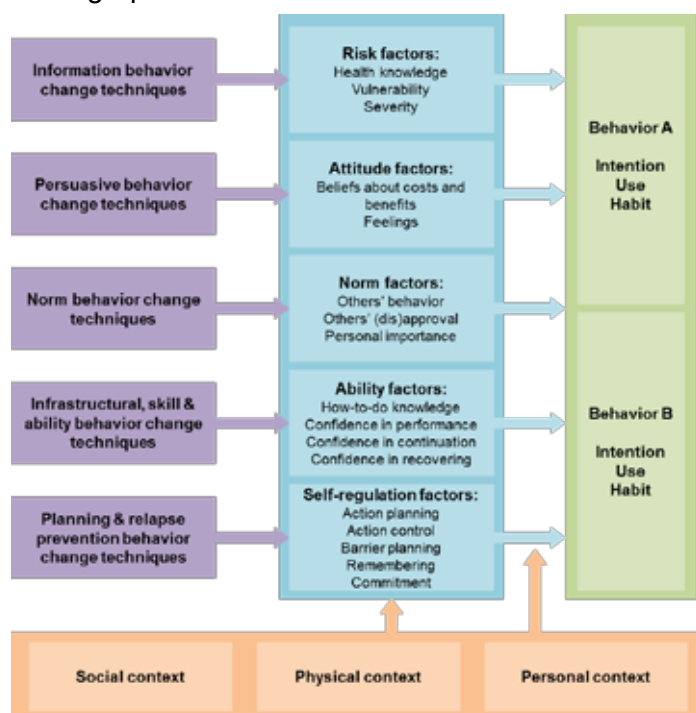 Information behavior
change techniques
Risk factors:
Health knowledge
Vulnerability
Severity
Persuasive behavior
change techniques
Attitude factors:
Beliefs about costs and
benefits
Feelings
Norm behavior change
techniques
Norm factors:
Others' behavior
Others' (dis)approval
Personal importance
Infrastructural, skill &
ability behavior change
techniques
Ability factors:
How-to-do knowledge
Confidence in performance
Confidence in continuation
Confidence in recovering
Planning & relapse
prevention behavior
change techniques
Self-regulation factors:
Action planning
Action control
Barrier planning
Remembering
Commitment
Behavior A
Intention
Use
Habit
Behavior B
Intention
Use
Habit
Social context
Physical context
Personal context